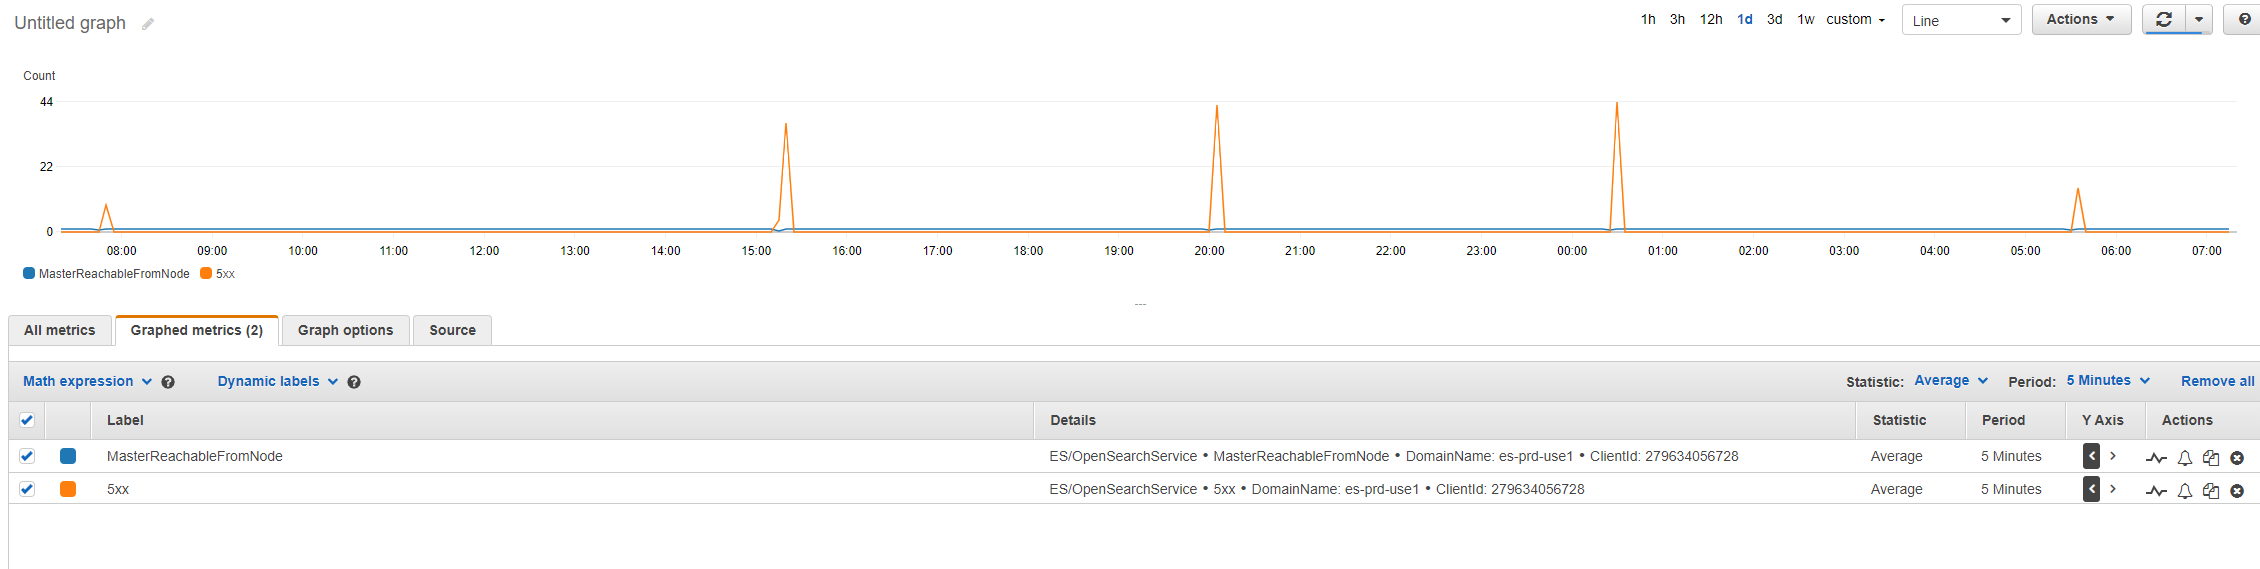 Untitled graph
1h 3h 12h 1d 3d 1w custom Line Actions
Count
44
22
0
08:00 09:00 10:00 11:00 12:00 13:00 14:00 15:00 16:00 17:00 18:00 19:00 20:00 21:00 22:00 23:00 00:00 01:00 02:00 03:00 04:00 05:00 06:00 07:00
MasterReachableFromNode 5xx
All metrics Graphed metrics (2) Graph options Source
Math expression Dynamic labels Statistic: Average Period: 5 Minutes Remove all
Label Details Statistic Period Y Axis Actions
MasterReachableFromNode ES/OpenSearchService • MasterReachableFromNode • DomainName: es-prd-use1 • ClientId: 279634056728 Average 5 Minutes
5xx ES/OpenSearchService • 5xx • DomainName: es-prd-use1 • ClientId: 279634056728 Average 5 Minutes